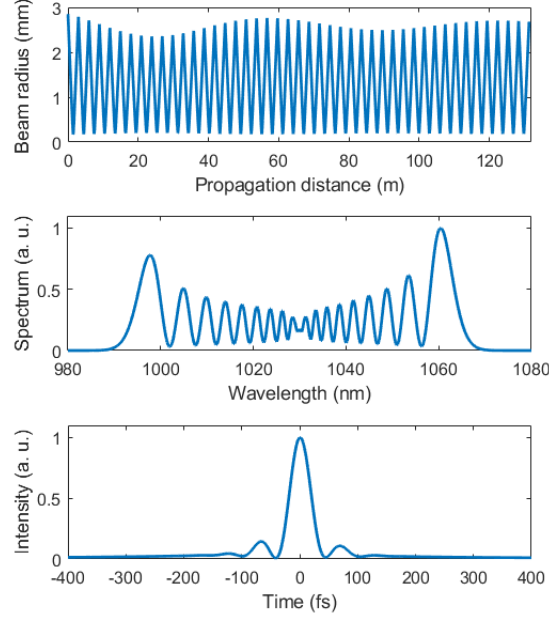 3
2
1
0
Beam radius (mm)
0 20 40 60 80 100 120
Propagation distance (m)
1
0.5
0
Spectrum (a. u.)
980 1000 1020 1040 1060 1080
Wavelength (nm)
1
0.5
0
Intensity (a. u.)
-400 -300 -200 -100 0 100 200 300 400
Time (fs)